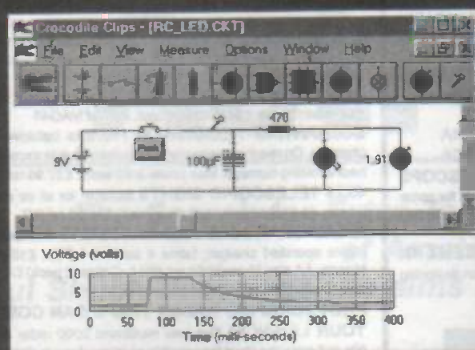 Crocodile Clips - [RC_LED.CKT]
File Edit View Measure Options Window Help
470
9V
Push
100µF
1.91
Voltage (volts)
10
5
0
0 50 100 150 200 250 300 350 400
Time (milli-seconds)